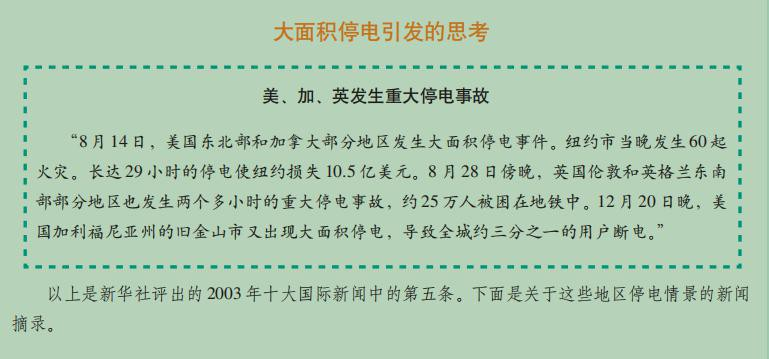 大面积停电引发的思考
美、加、英发生重大停电事故
“8月14日，美国东北部和加拿大部分地区发生大面积停电事件。纽约市当晚发生60起
火灾。长达29小时的停电使纽约损失10.5亿美元。8月28日傍晚，英国伦敦和英格兰东南
部部分地区也发生两个多小时的重大停电事故，约25万人被困在地铁中。12月20日晚，美
国加利福尼亚州的旧金山市又出现大面积停电，导致全城约三分之一的用户断电。”
以上是新华社评出的2003年十大国际新闻中的第五条。下面是关于这些地区停电情景的新闻
摘录。